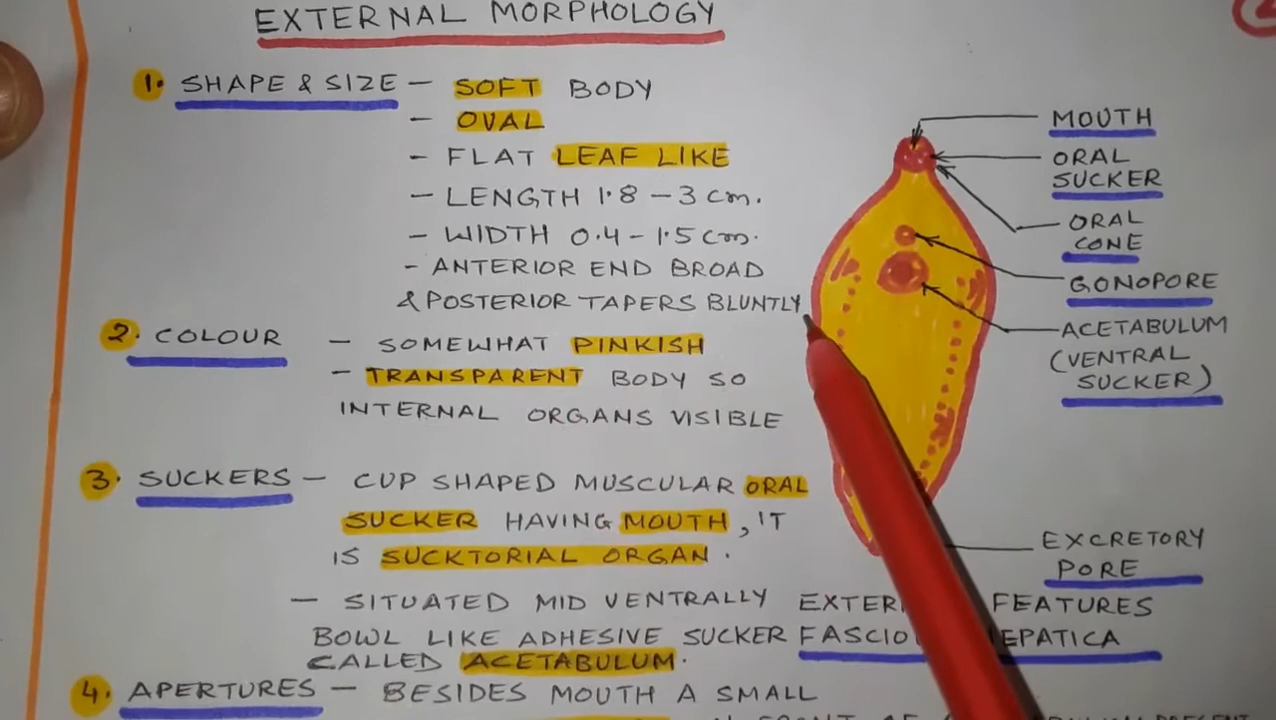 EXTERNAL MORPHOLOGY
1. SHAPE & SIZE - SOFT BODY
- OVAL
- FLAT LEAF LIKE
- LENGTH 1.8 - 3 cm.
- WIDTH 0.4 - 1.5 cm.
- ANTERIOR END BROAD
& POSTERIOR TAPERS BLUNTLY
2. COLOUR - SOMEWHAT PINKISH
- TRANSPARENT BODY SO
INTERNAL ORGANS VISIBLE
3. SUCKERS - CUP SHAPED MUSCULAR ORAL
SUCKER HAVING MOUTH, IT
IS SUCKTORIAL ORGAN.
- SITUATED MID VENTRALLY
BOWL LIKE ADHESIVE SUCKER
CALLED ACETABULUM.
4. APERTURES - BESIDES MOUTH A SMALL
MOUTH
ORAL
SUCKER
ORAL
CONE
GONOPORE
ACETABULUM
(VENTRAL
SUCKER)
EXCRETORY
PORE
FEATURES